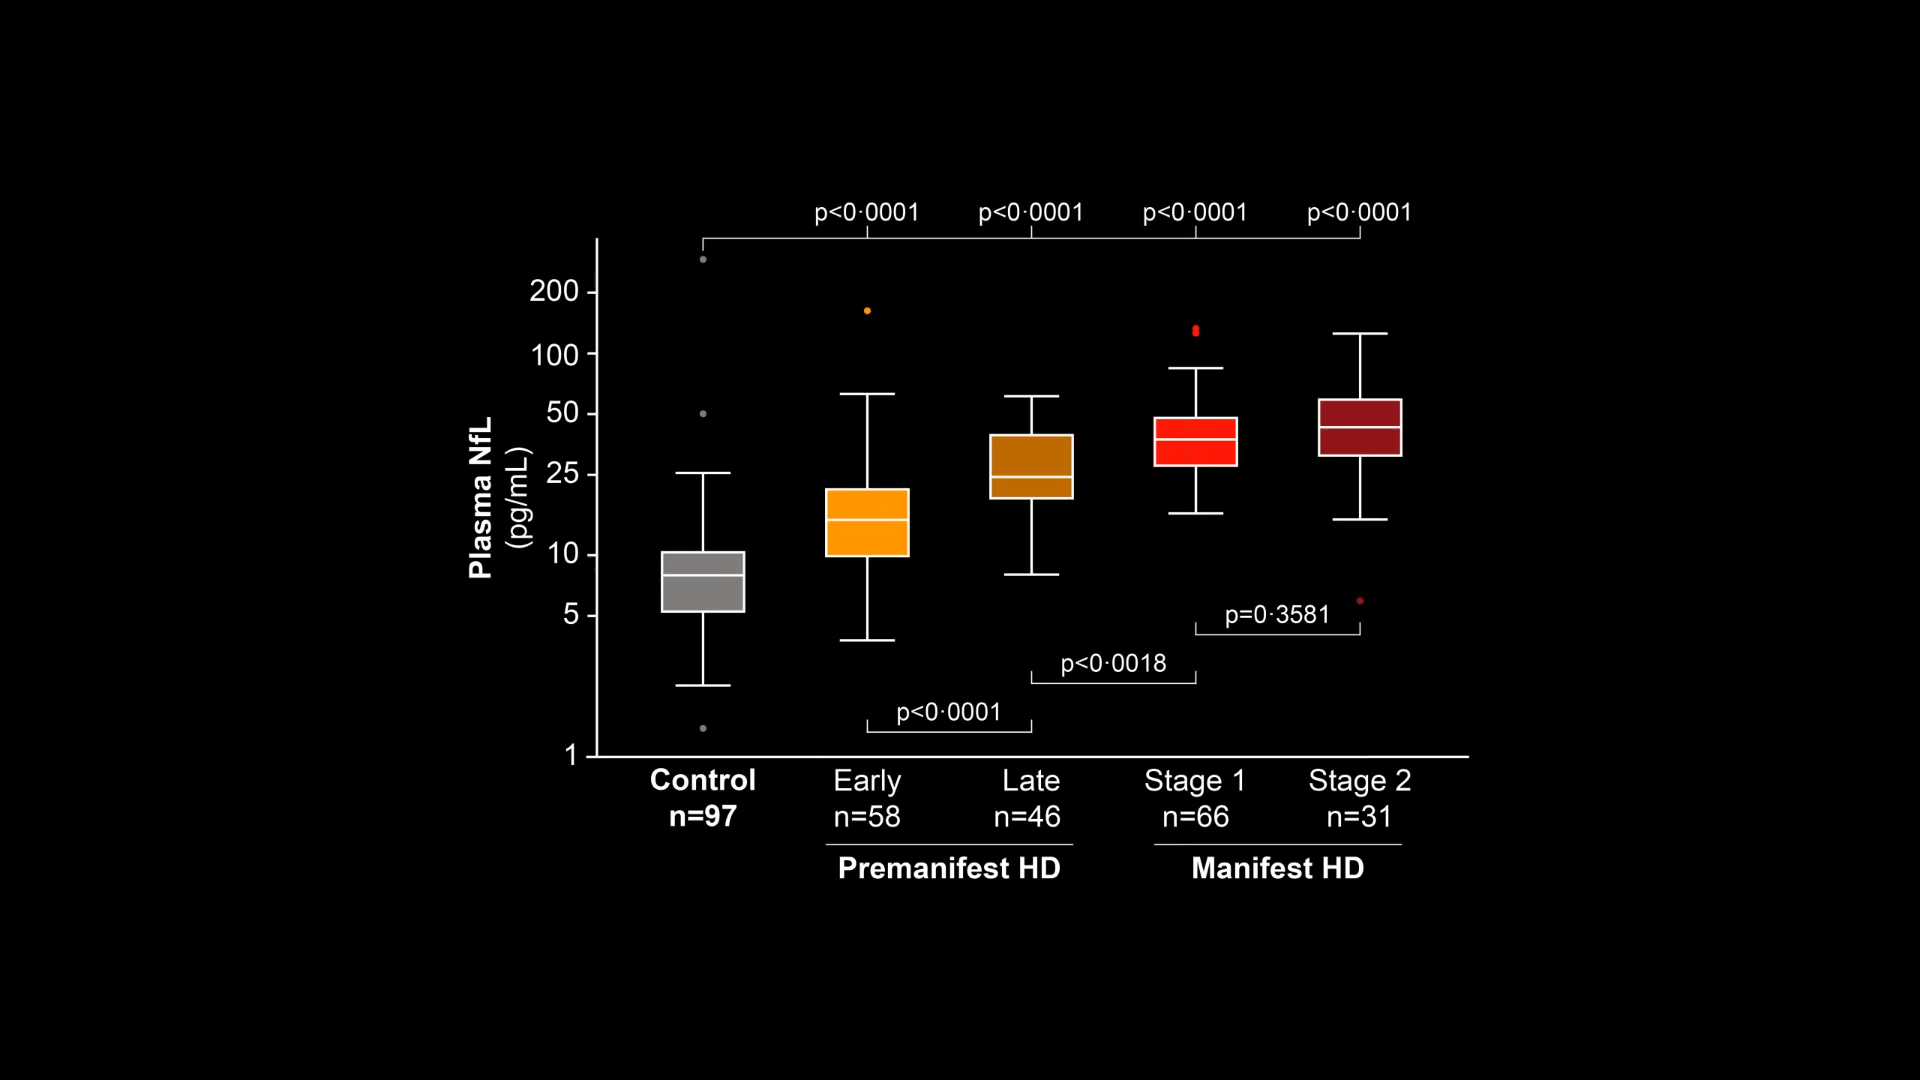 p<0·0001 p<0·0001 p<0·0001 p<0·0001
200
100
50
25
10
5
1
Plasma NfL
(pg/mL)
p=0·3581
p<0·0018
p<0·0001
Control Early Late Stage 1 Stage 2
n=97 n=58 n=46 n=66 n=31
Premanifest HD Manifest HD